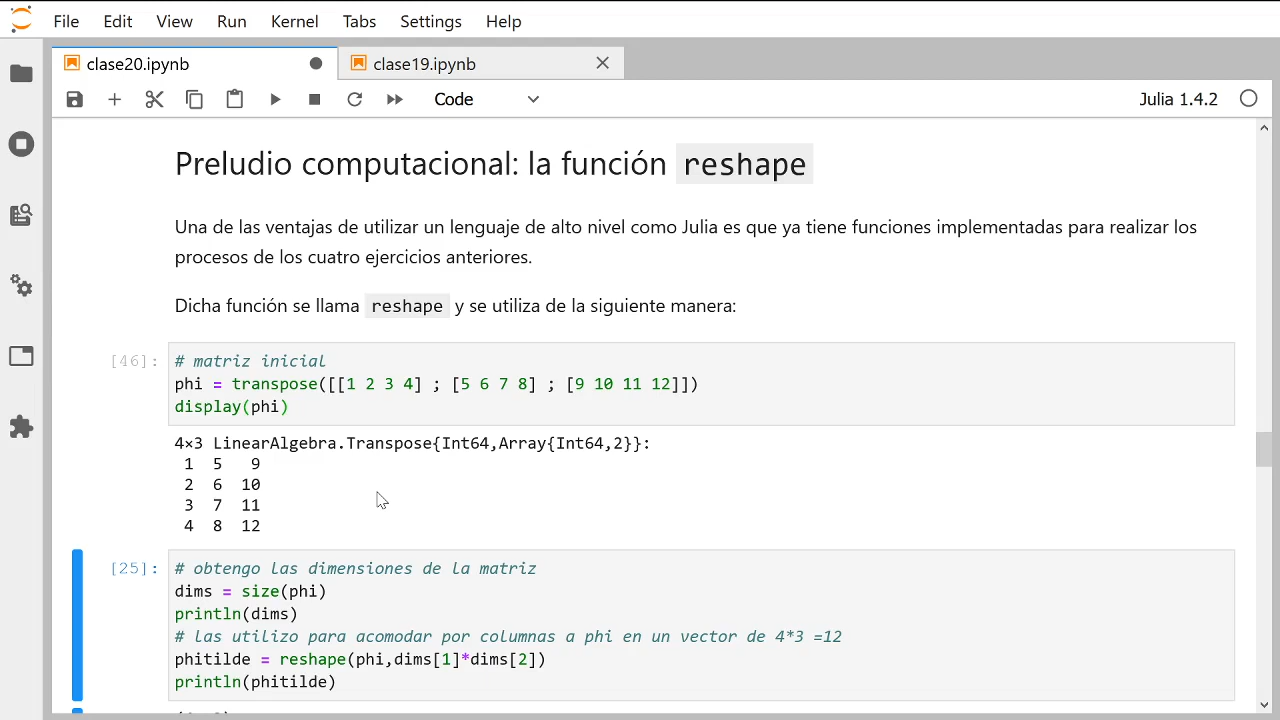 File Edit View Run Kernel Tabs Settings Help
clase20.ipynb clase19.ipynb
Code Julia 1.4.2
Preludio computacional: la función reshape
Una de las ventajas de utilizar un lenguaje de alto nivel como Julia es que ya tiene funciones implementadas para realizar los
procesos de los cuatro ejercicios anteriores.
Dicha función se llama reshape y se utiliza de la siguiente manera:
[46]: # matriz inicial
phi = transpose([[1 2 3 4] ; [5 6 7 8] ; [9 10 11 12]])
display(phi)
4×3 LinearAlgebra.Transpose{Int64,Array{Int64,2}}:
1 5 9
2 6 10
3 7 11
4 8 12
[25]: # obtengo las dimensiones de la matriz
dims = size(phi)
println(dims)
# las utilizo para acomodar por columnas a phi en un vector de 4*3 =12
phitilde = reshape(phi,dims[1]*dims[2])
println(phitilde)